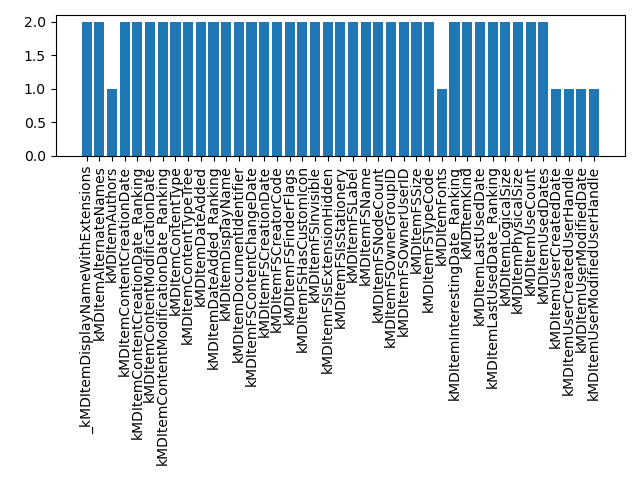 2.0
1.5
1.0
0.5
0.0
_kMDItemDisplayNameWithExtensions
kMDItemAlternateNames
kMDItemAuthors
kMDItemContentCreationDate
kMDItemContentCreationDate_Ranking
kMDItemContentModificationDate
kMDItemContentModificationDate_Ranking
kMDItemContentType
kMDItemContentTypeTree
kMDItemDateAdded
kMDItemDateAdded_Ranking
kMDItemDisplayName
kMDItemDocumentIdentifier
kMDItemFSContentChangeDate
kMDItemFSCreationDate
kMDItemFSCreatorCode
kMDItemFSFinderFlags
kMDItemFSHasCustomIcon
kMDItemFSInvisible
kMDItemFSIsExtensionHidden
kMDItemFSIsStationery
kMDItemFSLabel
kMDItemFSName
kMDItemFSNodeCount
kMDItemFSOwnerGroupID
kMDItemFSOwnerUserID
kMDItemFSSize
kMDItemFSTypeCode
kMDItemFonts
kMDItemInterestingDate_Ranking
kMDItemKind
kMDItemLastUsedDate
kMDItemLastUsedDate_Ranking
kMDItemLogicalSize
kMDItemPhysicalSize
kMDItemUseCount
kMDItemUsedDates
kMDItemUserCreatedDate
kMDItemUserCreatedUserHandle
kMDItemUserModifiedDate
kMDItemUserModifiedUserHandle